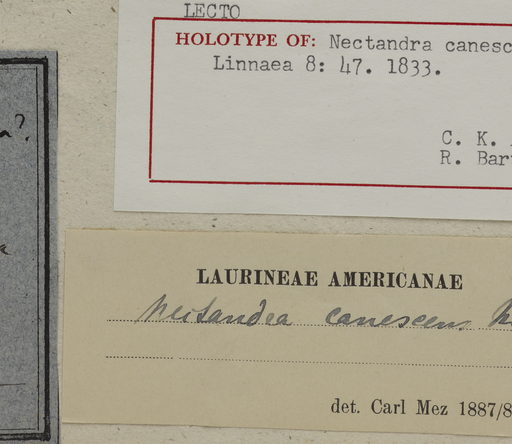 LECTO
HOLOTYPE OF: Nectandra canesc
Linnaea 8: 47. 1833.
C. K.
R. Bar
LAURINEAE AMERICANAE
Nectandra canescens
det. Carl Mez 1887/8